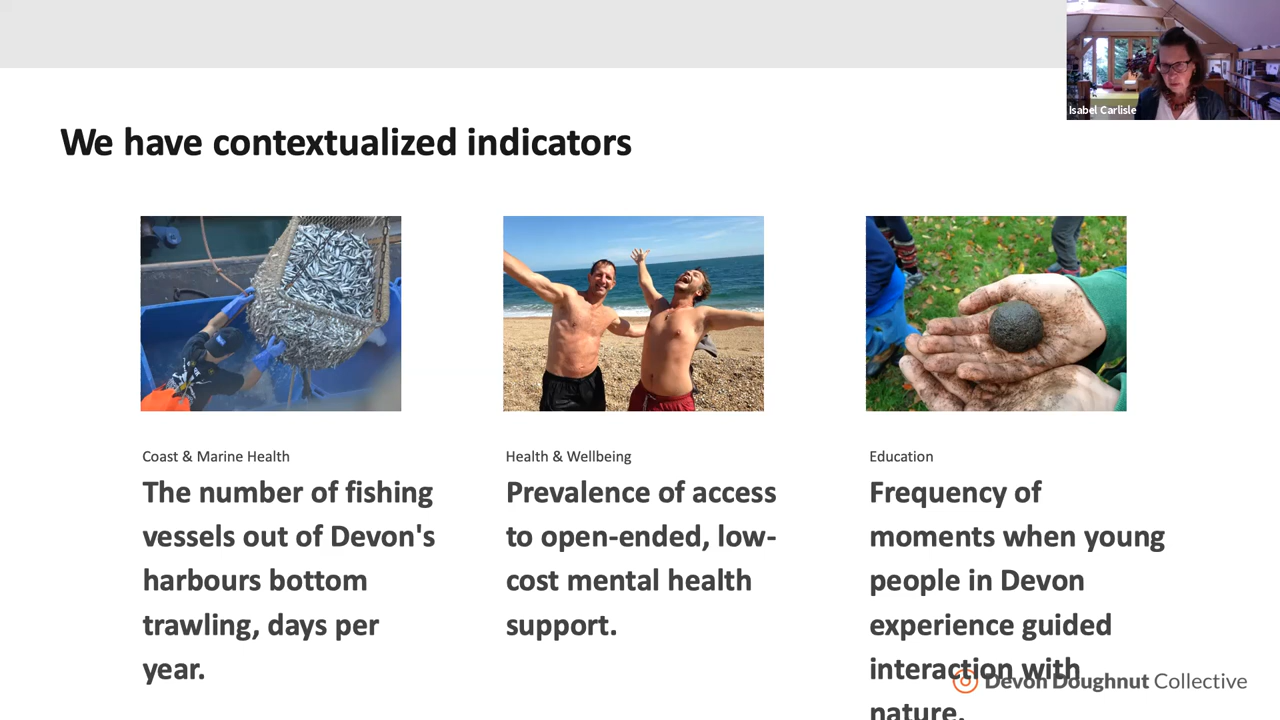 Isabel Carlisle
We have contextualized indicators
Coast & Marine Health
The number of fishing
vessels out of Devon's
harbours bottom
trawling, days per
year.
Health & Wellbeing
Prevalence of access
to open-ended, low-
cost mental health
support.
Education
Frequency of
moments when young
people in Devon
experience guided
interaction with
nature.
Devon Doughnut Collective